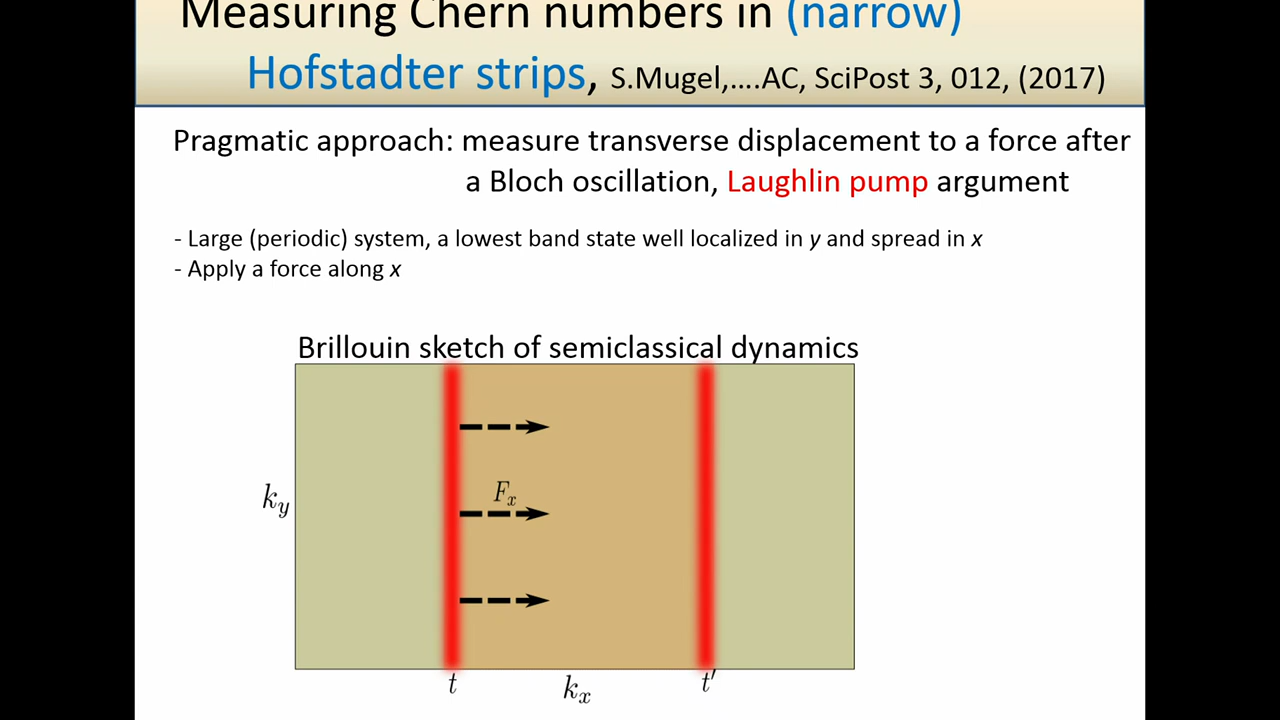 Measuring Chern numbers in (narrow)
Hofstadter strips, S.Mugel,....AC, SciPost 3, 012, (2017)
Pragmatic approach: measure transverse displacement to a force after
a Bloch oscillation, Laughlin pump argument
- Large (periodic) system, a lowest band state well localized in y and spread in x
- Apply a force along x
Brillouin sketch of semiclassical dynamics
k_y
F_x
t
k_x
t'